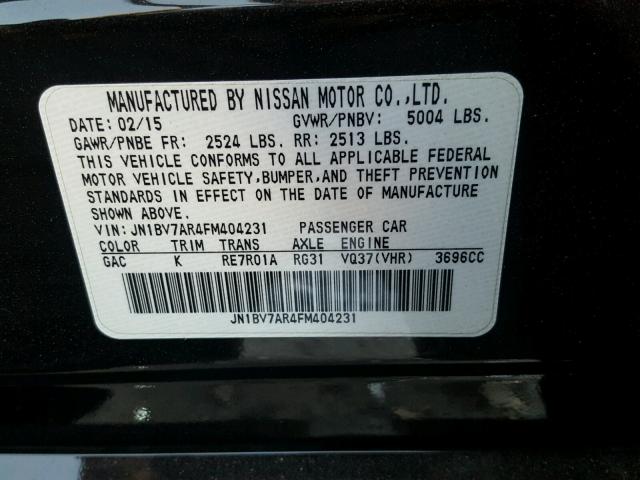 MANUFACTURED BY NISSAN MOTOR CO.,LTD.
DATE: 02/15 GVWR/PNBV: 5004 LBS.
GAWR/PNBE FR: 2524 LBS. RR: 2513 LBS.
THIS VEHICLE CONFORMS TO ALL APPLICABLE FEDERAL
MOTOR VEHICLE SAFETY,BUMPER,AND THEFT PREVENTION
STANDARDS IN EFFECT ON THE DATE OF MANUFACTURE
SHOWN ABOVE.
VIN: JN1BV7AR4FM404231 PASSENGER CAR
COLOR TRIM TRANS AXLE ENGINE
GAC K RE7R01A RG31 VQ37(VHR) 3696CC
JN1BV7AR4FM404231